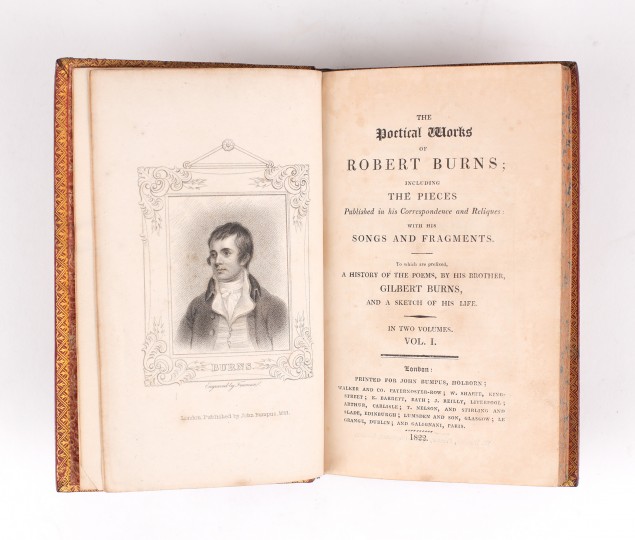 BURNS.
Engraved by Freeman
London, Published by John Bumpus,
THE
Poetical Works
OF
ROBERT BURNS;
INCLUDING
THE PIECES
Published in his Correspondence and Reliques:
WITH HIS
SONGS AND FRAGMENTS.
To which are prefixed,
A HISTORY OF THE POEMS, BY HIS BROTHER,
GILBERT BURNS,
AND A SKETCH OF HIS LIFE.
IN TWO VOLUMES.
VOL. I.
London:
PRINTED FOR JOHN BUMPUS, HOLBORN;
WALKER AND CO. PATERNOSTER-ROW; W. SHARPE, KING-
STREET; E. BARRETT, BATH; J. REILLY, LIVERPOOL;
ARTHUR, CARLISLE; T. NELSON, AND STIRLING AND
SLADE, EDINBURGH; LUMSDEN AND SON, GLASGOW; LE
GRANGE, DUBLIN; AND GALIGNANI, PARIS.
1822.